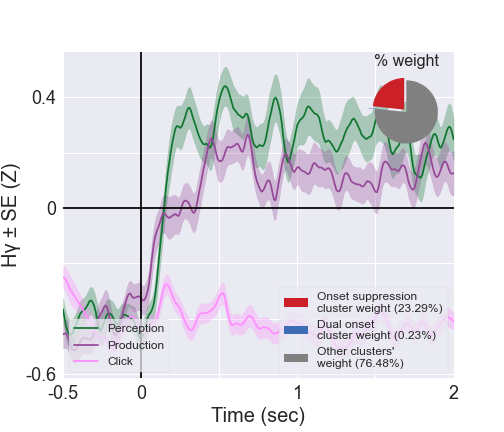 % weight
0.4
0
-0.6
Hγ ± SE (Z)
Perception
Production
Click
Onset suppression
cluster weight (23.29%)
Dual onset
cluster weight (0.23%)
Other clusters'
weight (76.48%)
-0.5 0 1 2
Time (sec)